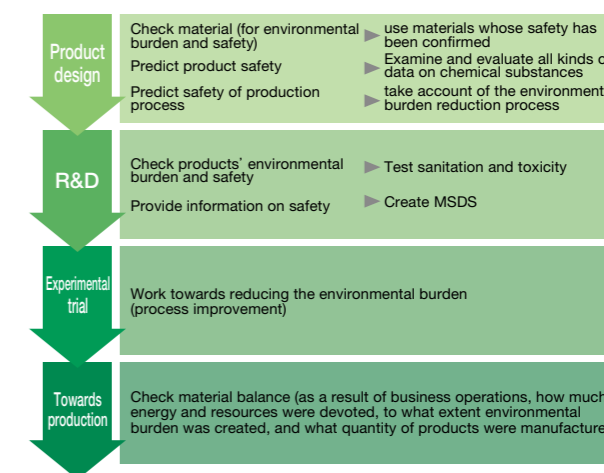 Product
design
Check material (for environmental
burden and safety)
use materials whose safety has
been confirmed
Predict product safety
Examine and evaluate all kinds o
data on chemical substances
Predict safety of production
process
take account of the environment
burden reduction process
R&D
Check products' environmental
burden and safety
Test sanitation and toxicity
Provide information on safety
Create MSDS
Experimental
trial
Work towards reducing the environmental burden
(process improvement)
Towards
production
Check material balance (as a result of business operations, how much
energy and resources were devoted, to what extent environmental
burden was created, and what quantity of products were manufacture